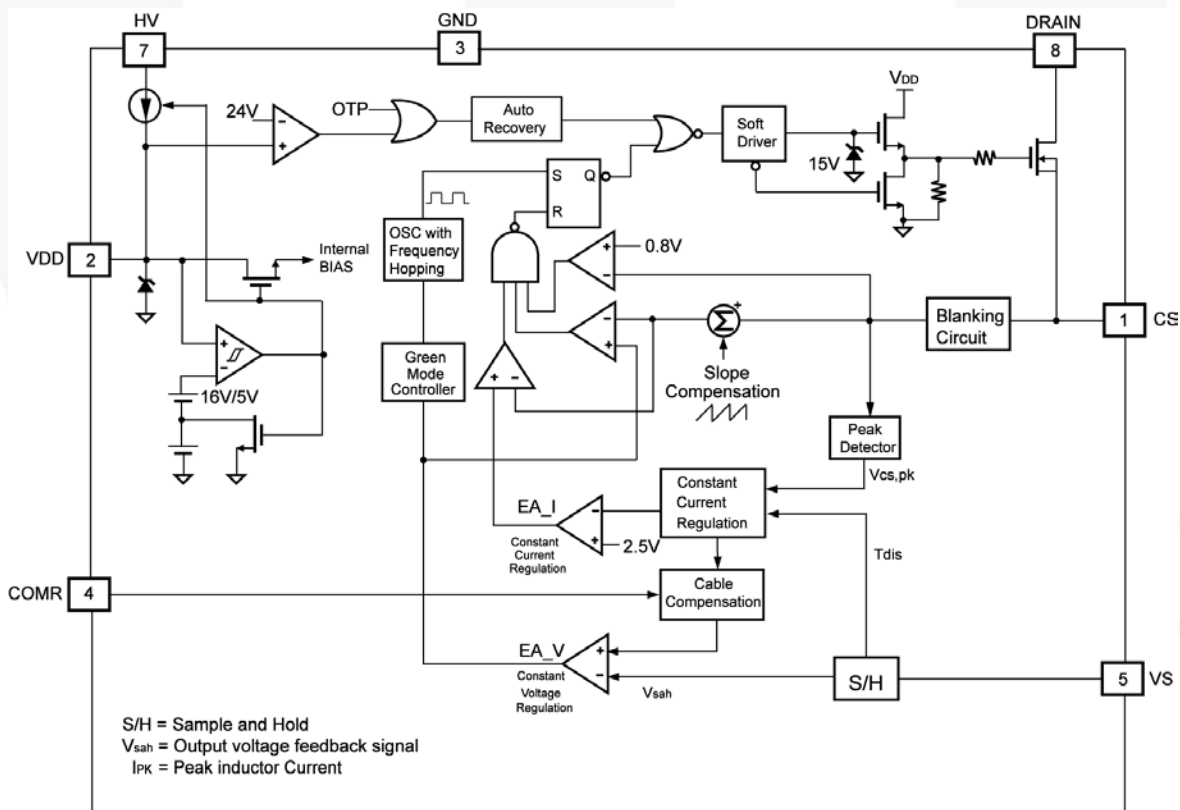 HV
GND
DRAIN
7
3
8
VDD
24V
-
+
OTP
Auto
Recovery
Soft
Driver
15V
S
Q
R
OSC with
Frequency
Hopping
+
0.8V
-
VDD
2
Internal
BIAS
Blanking
Circuit
1
CS
-
+
Σ
+
Slope
Compensation
Green
Mode
Controller
+
-
+
-
16V/5V
Peak
Detector
Vcs,pk
Constant
Current
Regulation
EA_I
-
+
2.5V
Constant
Current
Regulation
Tdis
COMR
4
Cable
Compensation
EA_V
+
-
Constant
Voltage
Regulation
Vsah
S/H
5
VS
S/H = Sample and Hold
Vsah = Output voltage feedback signal
IPK = Peak inductor Current